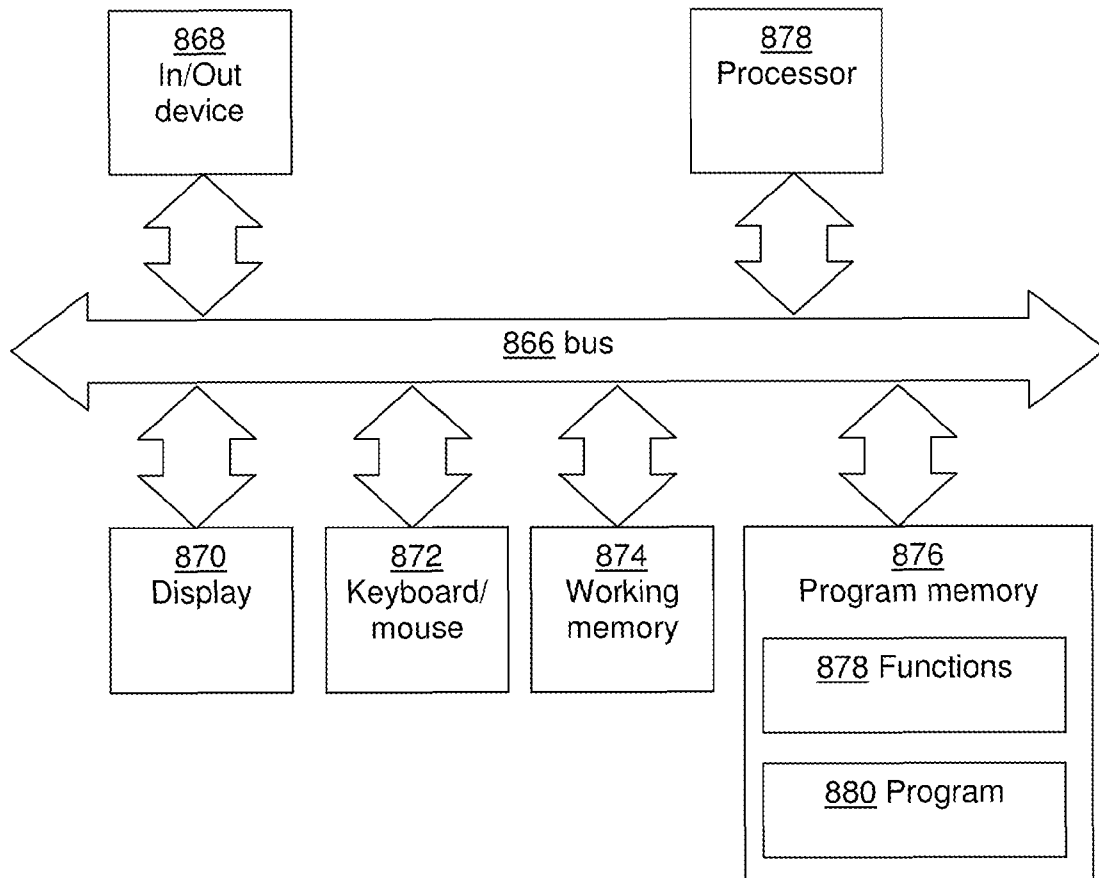 868
In/Out
device
878
Processor
866 bus
870
Display
872
Keyboard/
mouse
874
Working
memory
876
Program memory
878 Functions
880 Program